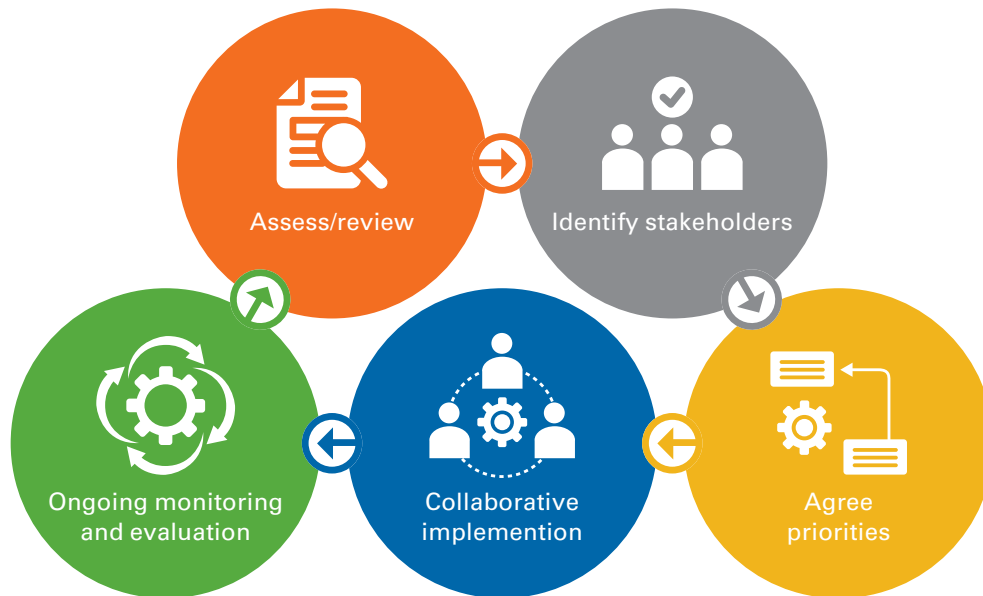 Assess/review
Identify stakeholders
Agree
priorities
Collaborative
implemention
Ongoing monitoring
and evaluation